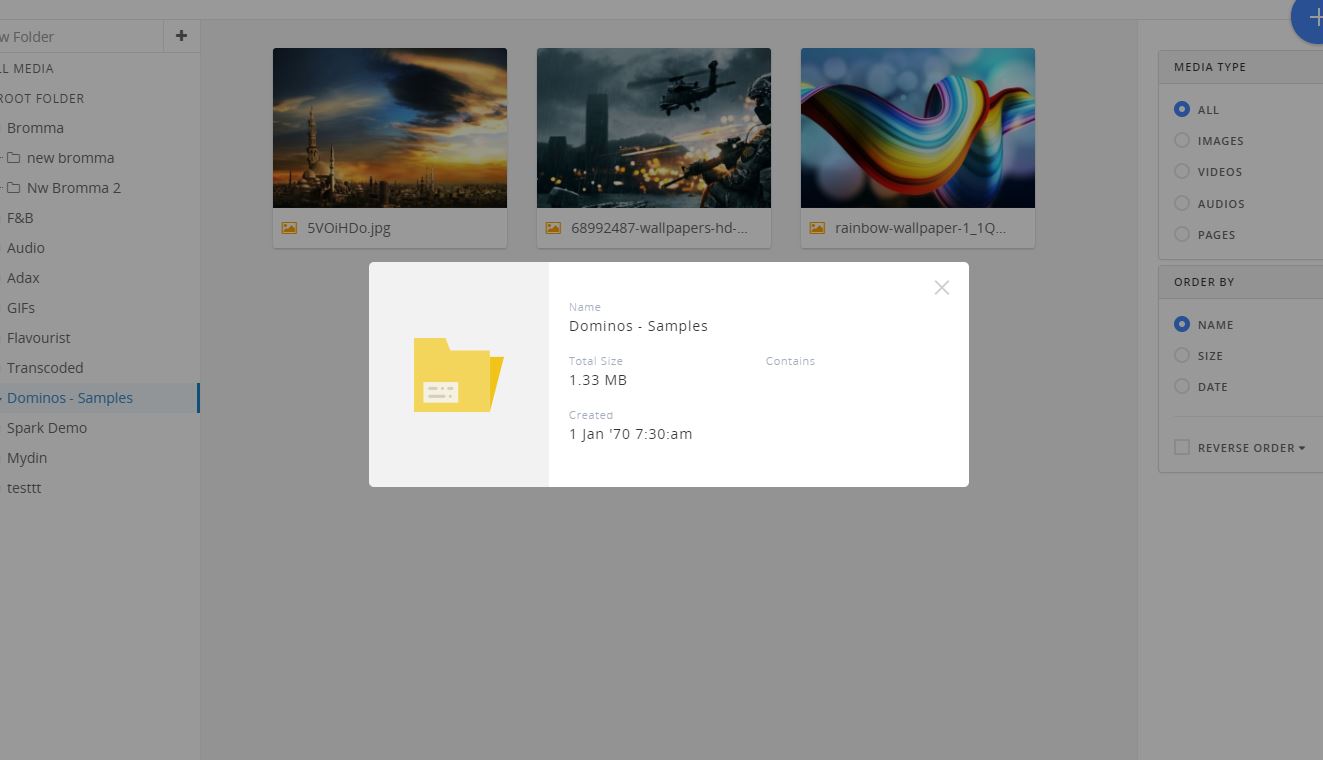 w Folder
LL MEDIA
ROOT FOLDER
Bromma
new bromma
Nw Bromma 2
F&B
Audio
Adax
GIFs
Flavourist
Transcoded
Dominos - Samples
Spark Demo
Mydin
testtt
5VOiHDo.jpg
68992487-wallpapers-hd-...
rainbow-wallpaper-1_1Q...
Name
Dominos - Samples
Total Size
Contains
1.33 MB
Created
1 Jan '70 7:30:am
MEDIA TYPE
ALL
IMAGES
VIDEOS
AUDIOS
PAGES
ORDER BY
NAME
SIZE
DATE
REVERSE ORDER